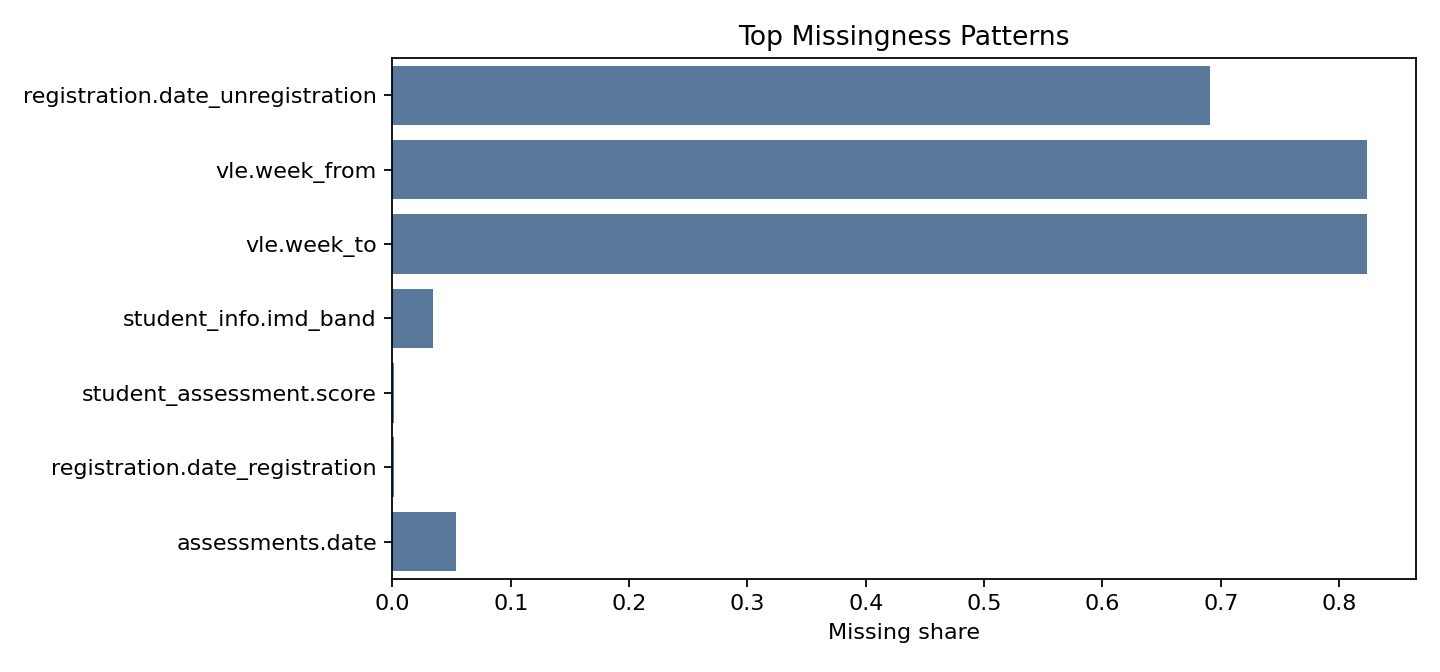 Top Missingness Patterns
registration.date_unregistration
vle.week_from
vle.week_to
student_info.imd_band
student_assessment.score
registration.date_registration
assessments.date
0.0 0.1 0.2 0.3 0.4 0.5 0.6 0.7 0.8
Missing share